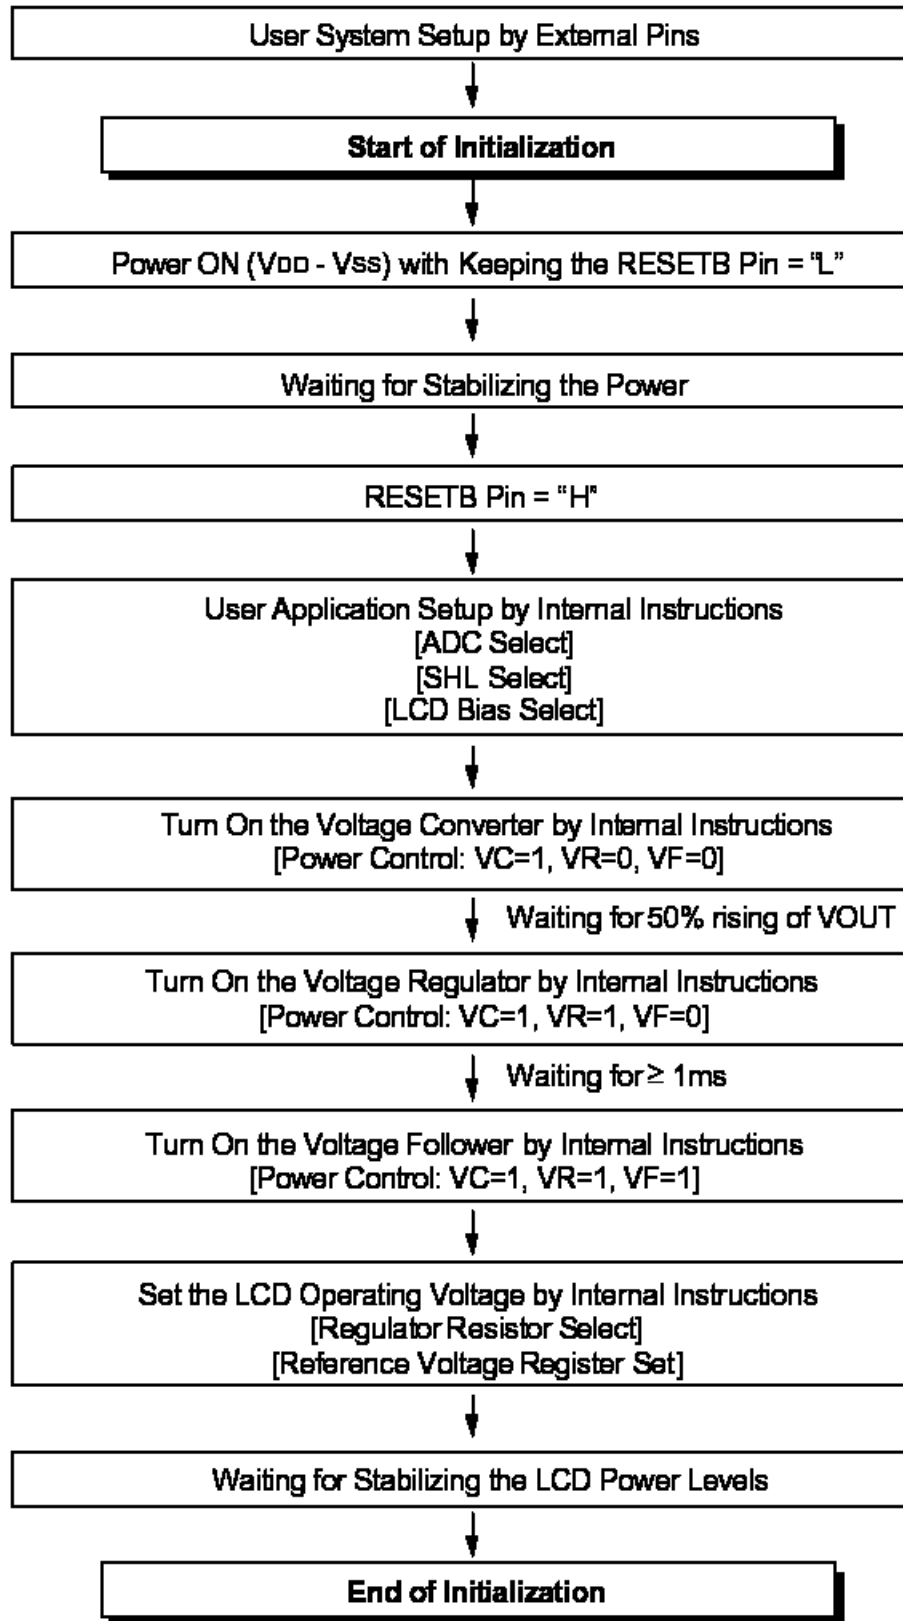 User System Setup by External Pins
Start of Initialization
Power ON (VDD - VSS) with Keeping the RESETB Pin = "L"
Waiting for Stabilizing the Power
RESETB Pin = "H"
User Application Setup by Internal Instructions
[ADC Select]
[SHL Select]
[LCD Bias Select]
Turn On the Voltage Converter by Internal Instructions
[Power Control: VC=1, VR=0, VF=0]
Waiting for 50% rising of VOUT
Turn On the Voltage Regulator by Internal Instructions
[Power Control: VC=1, VR=1, VF=0]
Waiting for ≥ 1ms
Turn On the Voltage Follower by Internal Instructions
[Power Control: VC=1, VR=1, VF=1]
Set the LCD Operating Voltage by Internal Instructions
[Regulator Resistor Select]
[Reference Voltage Register Set]
Waiting for Stabilizing the LCD Power Levels
End of Initialization